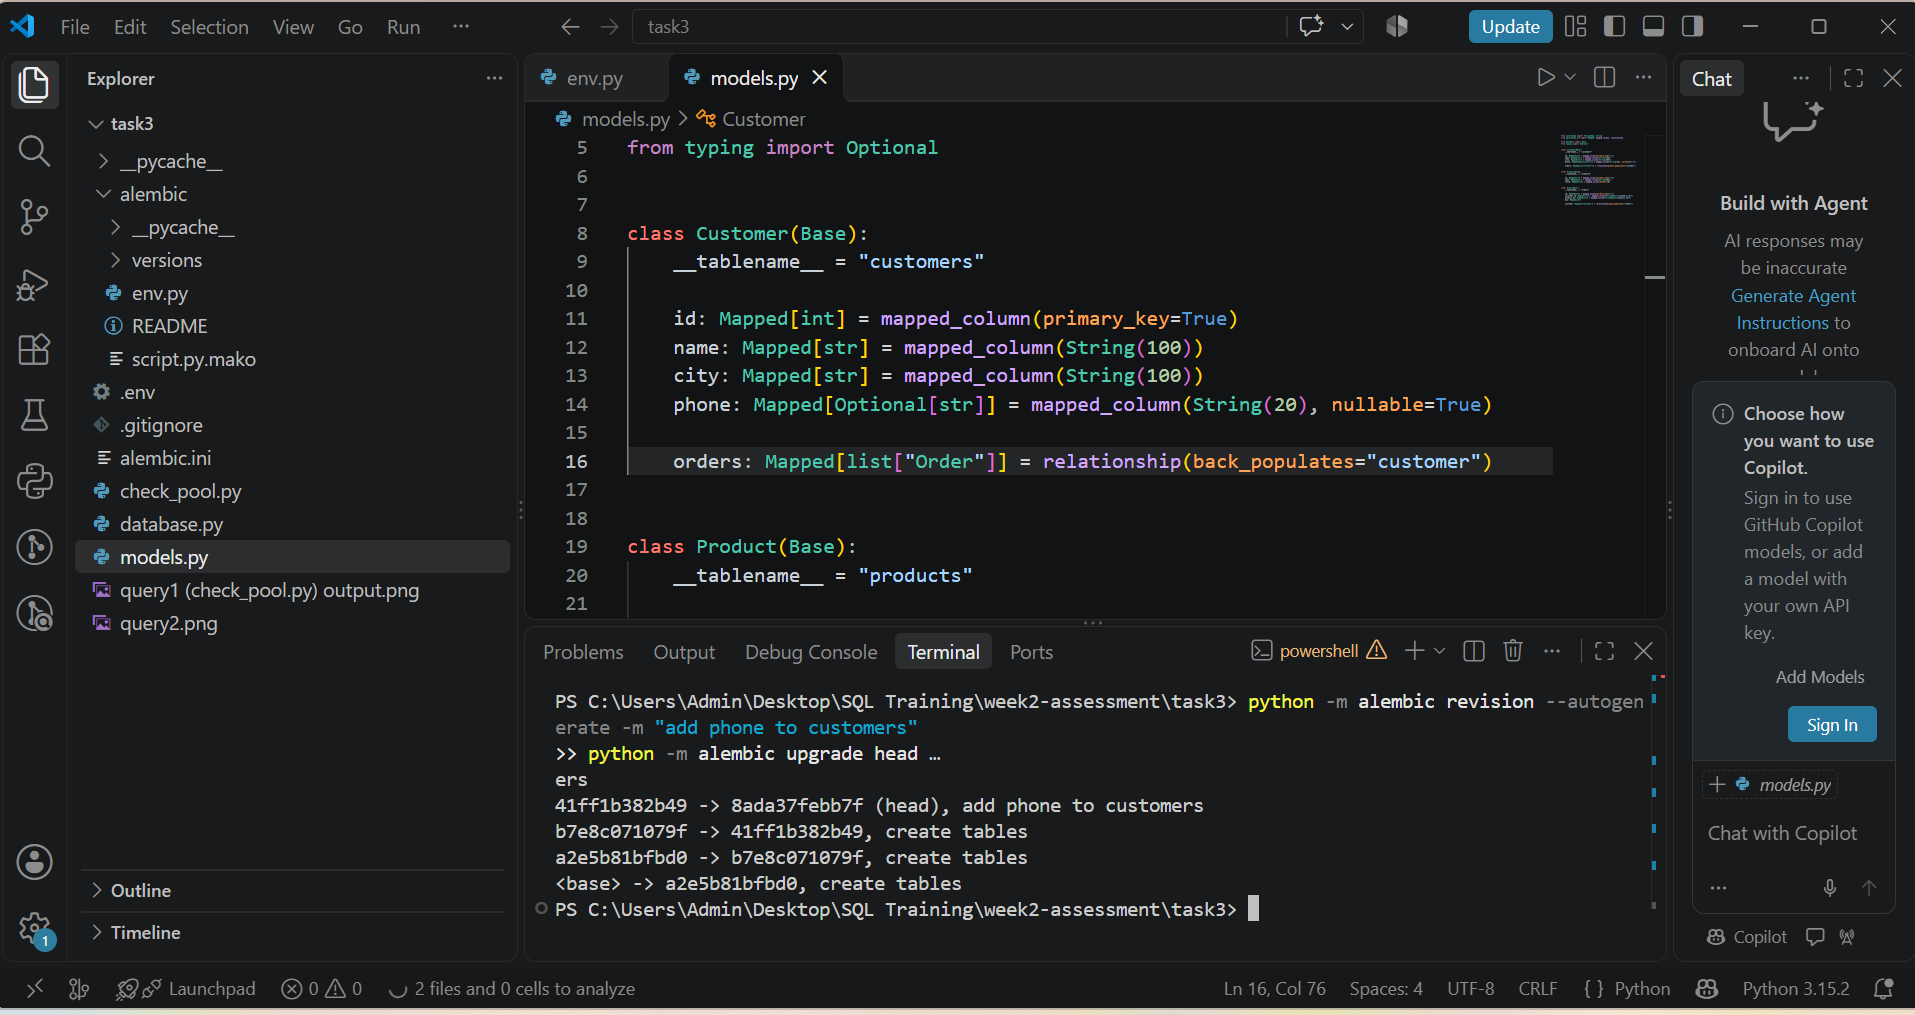 File Edit Selection View Go Run ···
task3
Update
Explorer
task3
__pycache__
alembic
__pycache__
versions
env.py
README
script.py.mako
.env
.gitignore
alembic.ini
check_pool.py
database.py
models.py
query1 (check_pool.py) output.png
query2.png
Outline
Timeline
1
env.py
models.py
models.py > Customer
5 from typing import Optional
6
7
8 class Customer(Base):
9 __tablename__ = "customers"
10
11 id: Mapped[int] = mapped_column(primary_key=True)
12 name: Mapped[str] = mapped_column(String(100))
13 city: Mapped[str] = mapped_column(String(100))
14 phone: Mapped[Optional[str]] = mapped_column(String(20), nullable=True)
15
16 orders: Mapped[list["Order"]] = relationship(back_populates="customer")
17
18
19 class Product(Base):
20 __tablename__ = "products"
21
Problems Output Debug Console Terminal Ports
powershell
PS C:\Users\Admin\Desktop\SQL Training\week2-assessment\task3> python -m alembic revision --autogen
erate -m "add phone to customers"
>> python -m alembic upgrade head …
ers
41ff1b382b49 -> 8ada37febb7f (head), add phone to customers
b7e8c071079f -> 41ff1b382b49, create tables
a2e5b81bfbd0 -> b7e8c071079f, create tables
<base> -> a2e5b81bfbd0, create tables
PS C:\Users\Admin\Desktop\SQL Training\week2-assessment\task3>
Chat
Build with Agent
AI responses may
be inaccurate
Generate Agent
Instructions to
onboard AI onto
Choose how
you want to use
Copilot.
Sign in to use
GitHub Copilot
models, or add
a model with
your own API
key.
Add Models
Sign In
models.py
Chat with Copilot
Copilot
Launchpad
0 0
2 files and 0 cells to analyze
Ln 16, Col 76
Spaces: 4
UTF-8
CRLF
{ } Python
Python 3.15.2